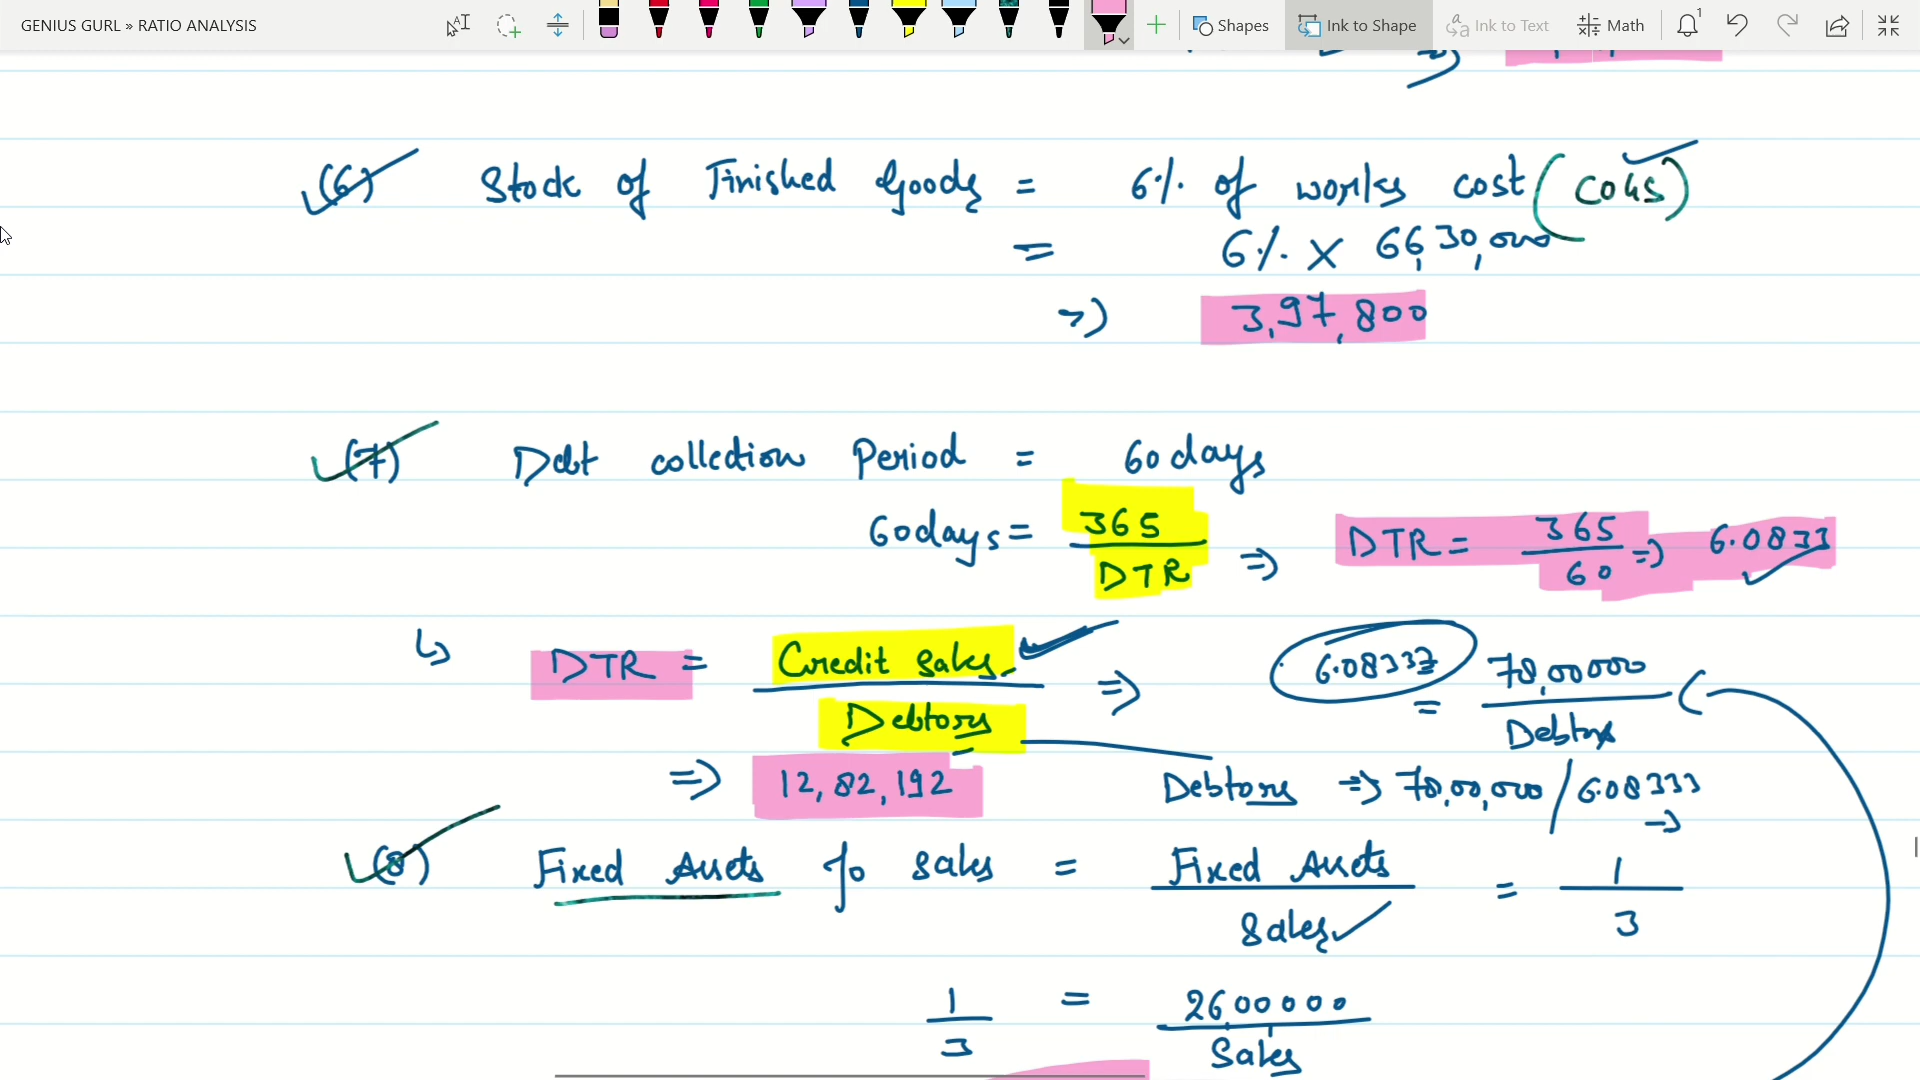 GENIUS GURL » RATIO ANALYSIS
Shapes Ink to Shape Ink to Text Math 1
(6) Stock of Finished Goods = 6% of works cost (COGS)
= 6% X 66,30,000
=> 3,97,800
(7) Debt collection Period = 60 days
60 days = 365 / DTR => DTR = 365 / 60 => 6.0833
↳ DTR = Credit Sales / Debtors => 6.08333 = 78,00000 / Debtors
=> 12,82,192 Debtors => 78,00,000 / 6.08333 →
(8) Fixed Assets to Sales = Fixed Assets / Sales = 1 / 3
1 / 3 = 2600000 / Sales